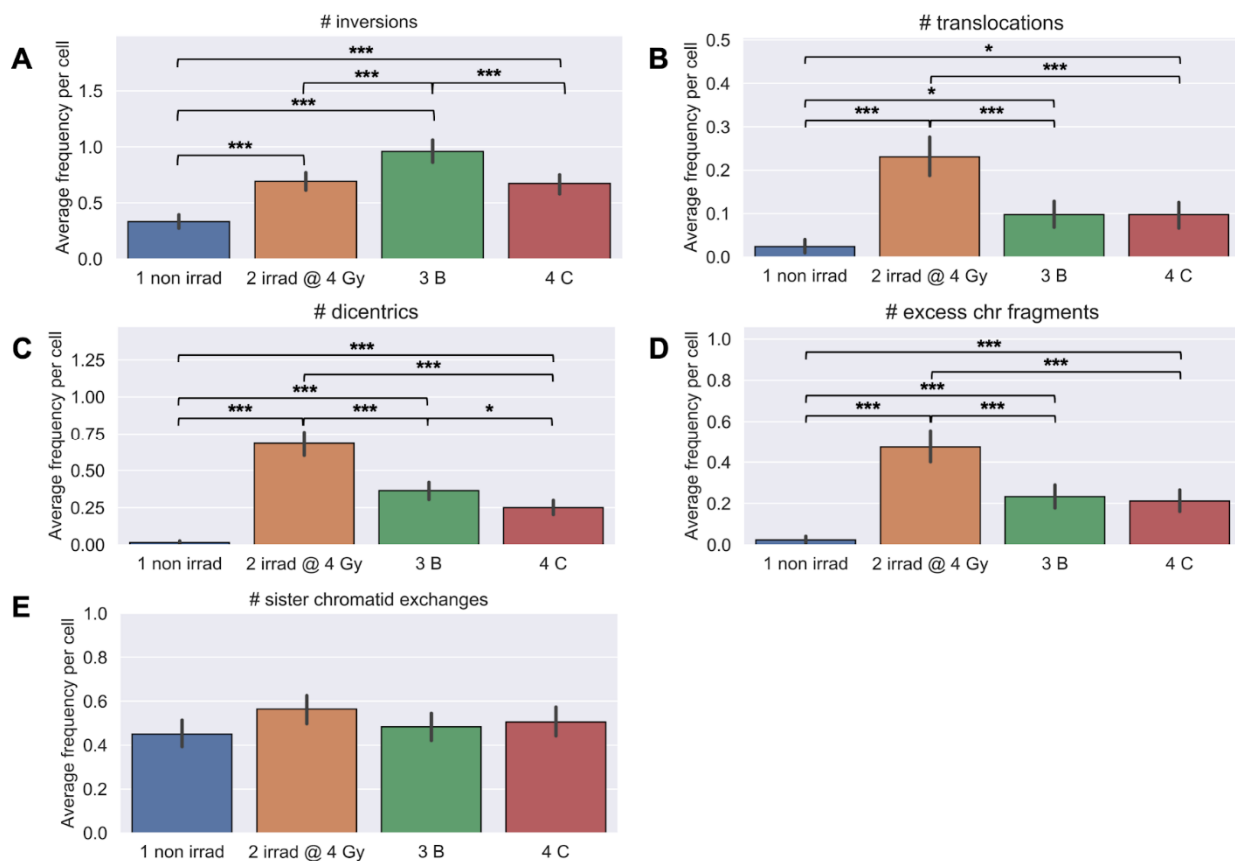 A
# inversions
Average frequency per cell
1.5
1.0
0.5
0.0
***
***
***
***
***
1 non irrad
2 irrad @ 4 Gy
3 B
4 C
B
# translocations
Average frequency per cell
0.5
0.4
0.3
0.2
0.1
0.0
*
***
*
***
***
1 non irrad
2 irrad @ 4 Gy
3 B
4 C
C
# dicentrics
Average frequency per cell
1.25
1.00
0.75
0.50
0.25
0.00
***
***
***
***
***
*
1 non irrad
2 irrad @ 4 Gy
3 B
4 C
D
# excess chr fragments
Average frequency per cell
1.0
0.8
0.6
0.4
0.2
0.0
***
***
***
***
***
1 non irrad
2 irrad @ 4 Gy
3 B
4 C
E
# sister chromatid exchanges
Average frequency per cell
1.0
0.8
0.6
0.4
0.2
0.0
1 non irrad
2 irrad @ 4 Gy
3 B
4 C